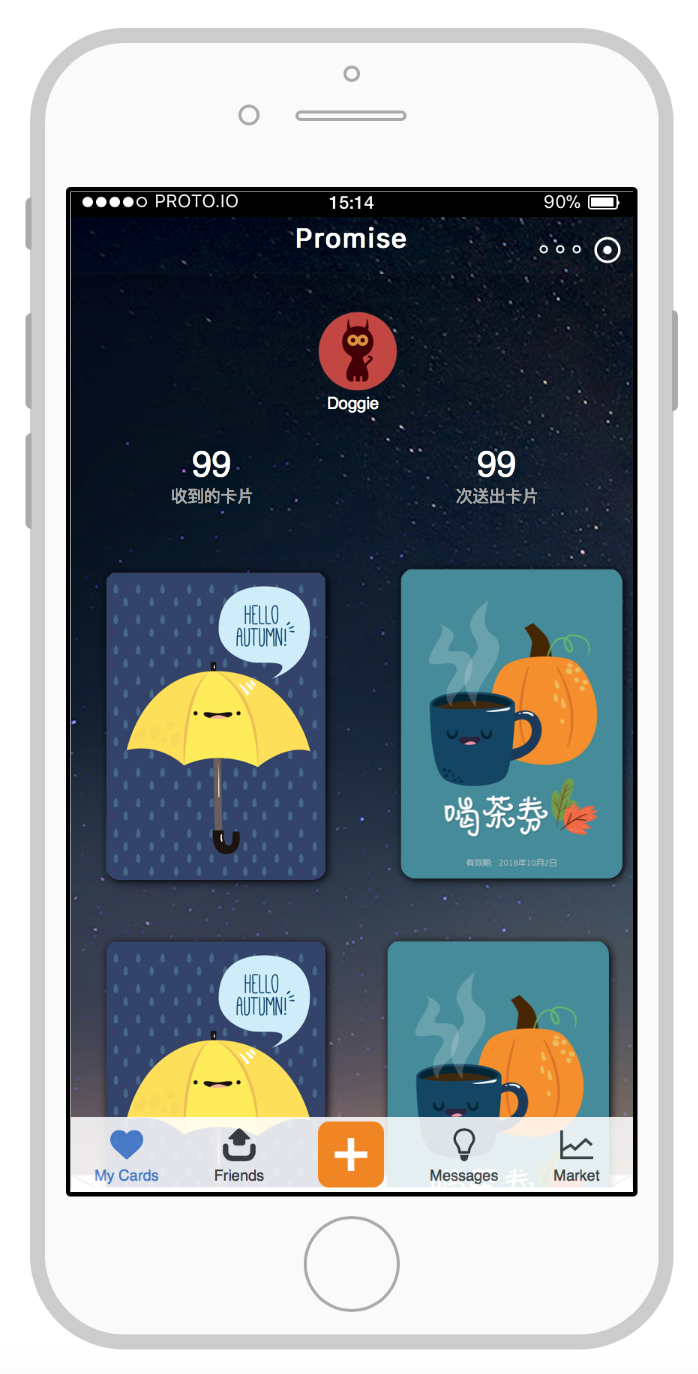 PROTO.IO 15:14 90%
Promise
Doggie
99 99
收到的卡片 次送出卡片
HELLO
AUTUMN!
喝茶券
有效期: 2018年10月2日
HELLO
AUTUMN!
My Cards Friends Messages Market